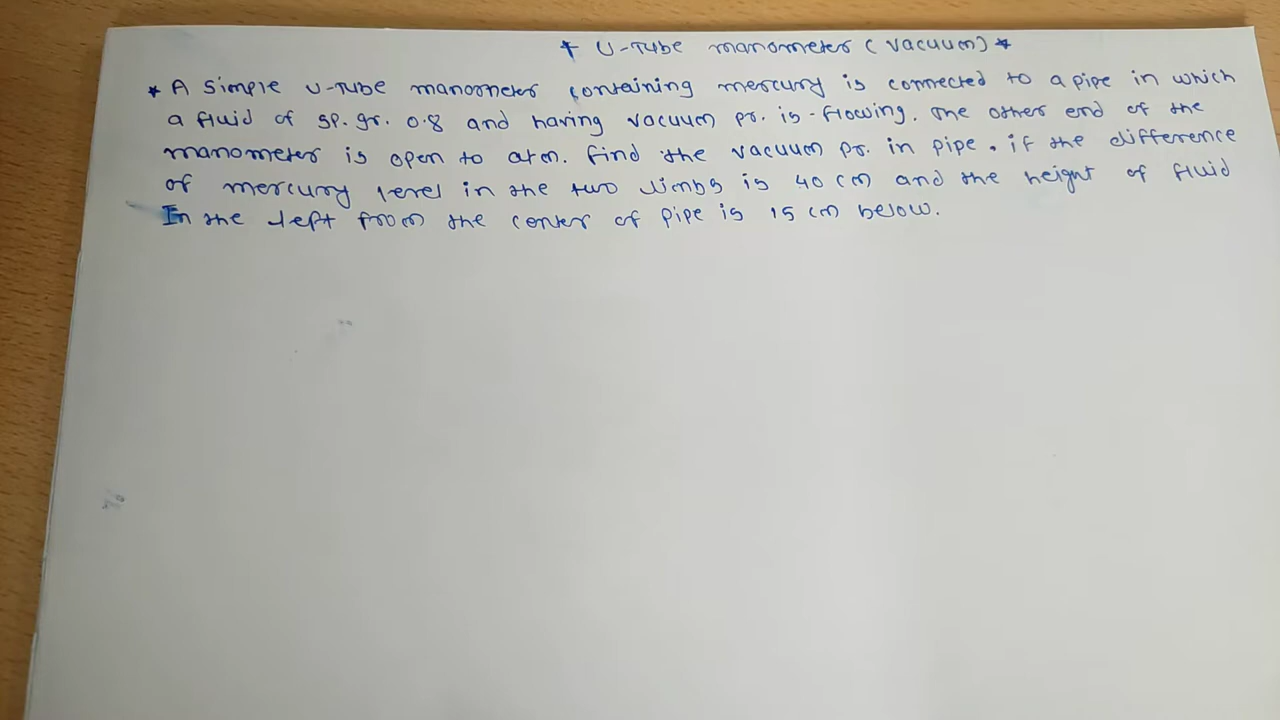 * U-Tube manometer (vacuum) *
* A Simple U-Tube manometer containing mercury is connected to a pipe in which
a fluid of sp. gr. 0.8 and having vacuum pr. is flowing. The other end of the
manometer is open to atm. find the vacuum pr. in pipe. if the difference
of mercury level in the two limbs is 40 cm and the height of fluid
In the left from the center of pipe is 15 cm below.